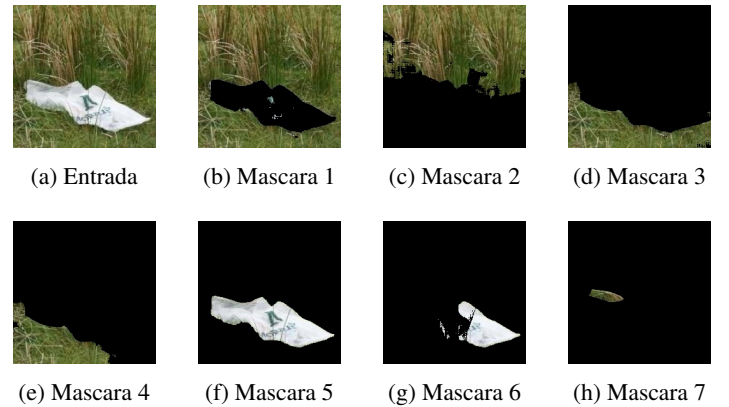 (a) Entrada
(b) Mascara 1
(c) Mascara 2
(d) Mascara 3
(e) Mascara 4
(f) Mascara 5
(g) Mascara 6
(h) Mascara 7